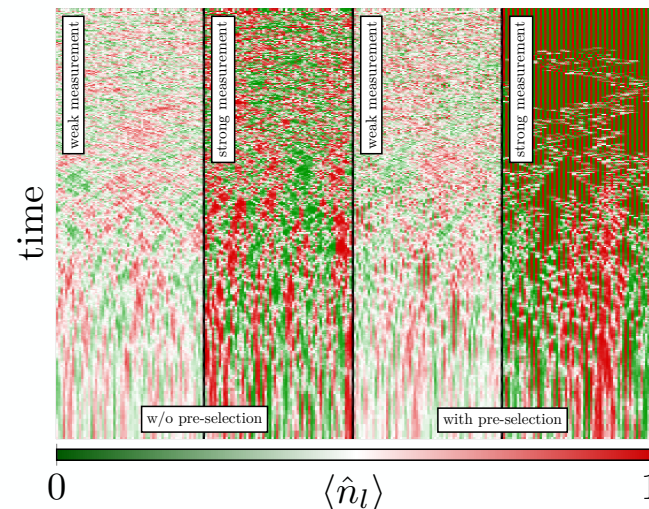 weak measurement
strong measurement
weak measurement
strong measurement
time
w/o pre-selection
with pre-selection
0
⟨n̂_l⟩
1